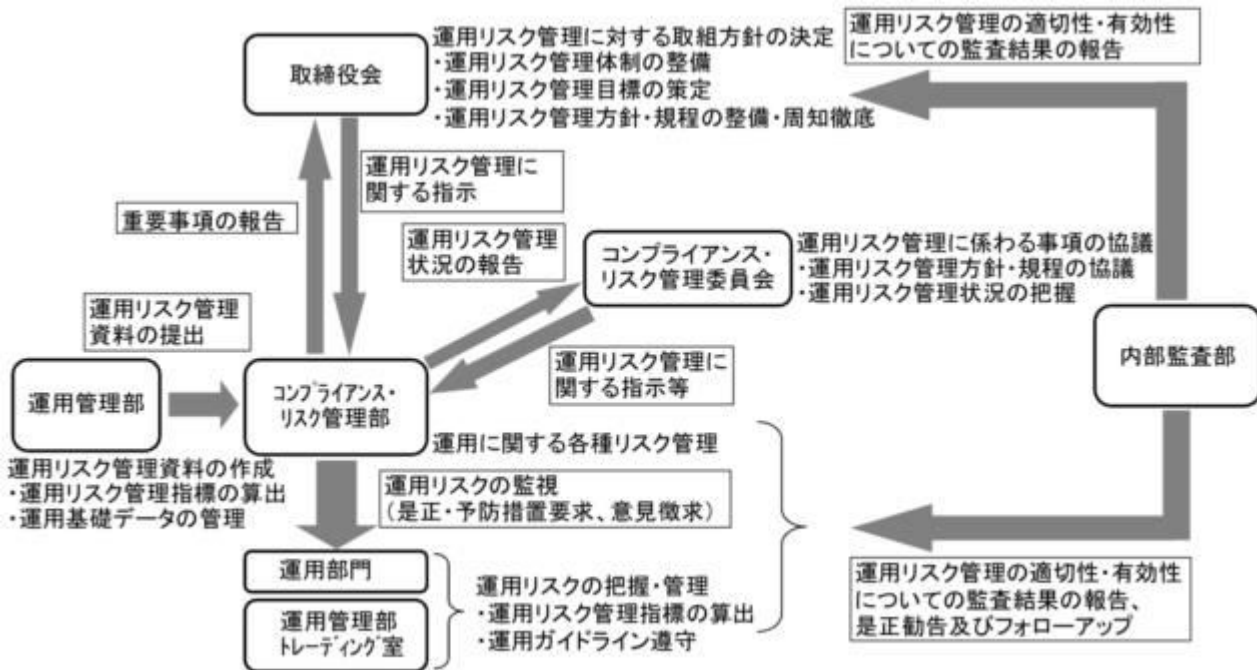 取締役会
運用リスク管理に対する取組方針の決定
・運用リスク管理体制の整備
・運用リスク管理目標の策定
・運用リスク管理方針・規程の整備・周知徹底
運用リスク管理の適切性・有効性
についての監査結果の報告
運用リスク管理に
関する指示
重要事項の報告
運用リスク管理
状況の報告
コンプライアンス・
リスク管理委員会
運用リスク管理に係わる事項の協議
・運用リスク管理方針・規程の協議
・運用リスク管理状況の把握
運用リスク管理
資料の提出
運用リスク管理に
関する指示等
内部監査部
運用管理部
コンプライアンス・
リスク管理部
運用に関する各種リスク管理
運用リスク管理資料の作成
・運用リスク管理指標の算出
・運用基礎データの管理
運用リスクの監視
(是正・予防措置要求、意見徴求)
運用部門
運用管理部
トレーディング室
運用リスクの把握・管理
・運用リスク管理指標の算出
・運用ガイドライン遵守
運用リスク管理の適切性・有効性
についての監査結果の報告、
是正勧告及びフォローアップ